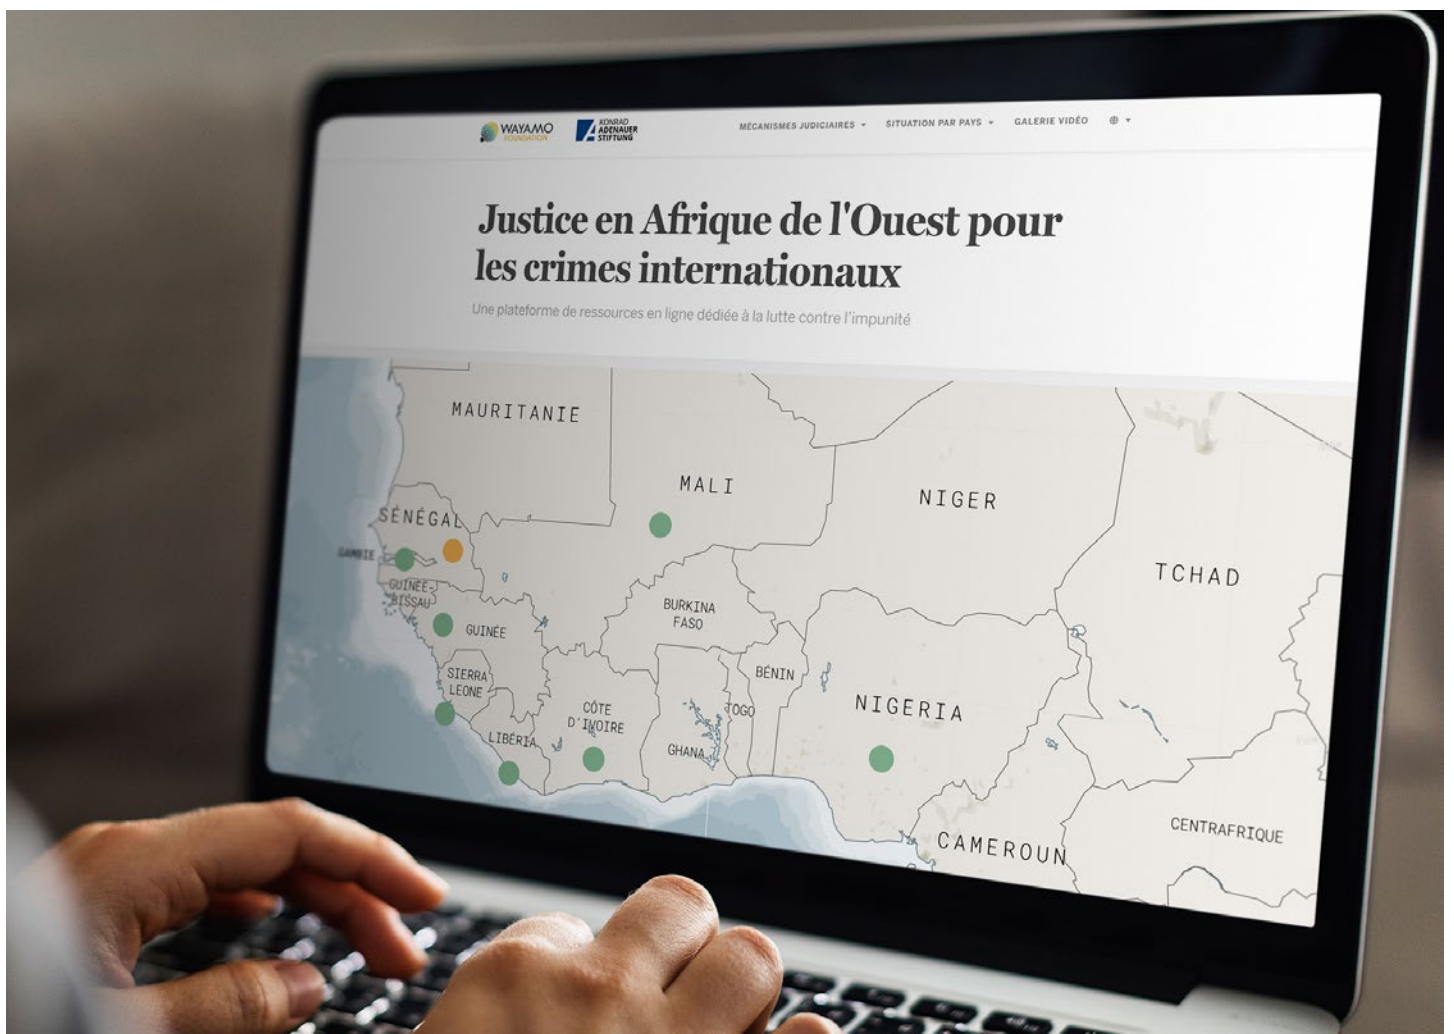 WAYAMO
FOUNDATION
KONRAD
ADENAUER
STIFTUNG
MÉCANISMES JUDICIAIRES
SITUATION PAR PAYS
GALERIE VIDÉO
Justice en Afrique de l'Ouest pour
les crimes internationaux
Une plateforme de ressources en ligne dédiée à la lutte contre l'impunité
MAURITANIE
MALI
NIGER
TCHAD
SÉNÉGAL
GAMBIE
GUINÉE-
BISSAU
GUINÉE
BURKINA
FASO
SIERRA
LEONE
BÉNIN
CÔTE
D'IVOIRE
TOGO
NIGERIA
LIBÉRIA
GHANA
CAMEROUN
CENTRAFRIQUE